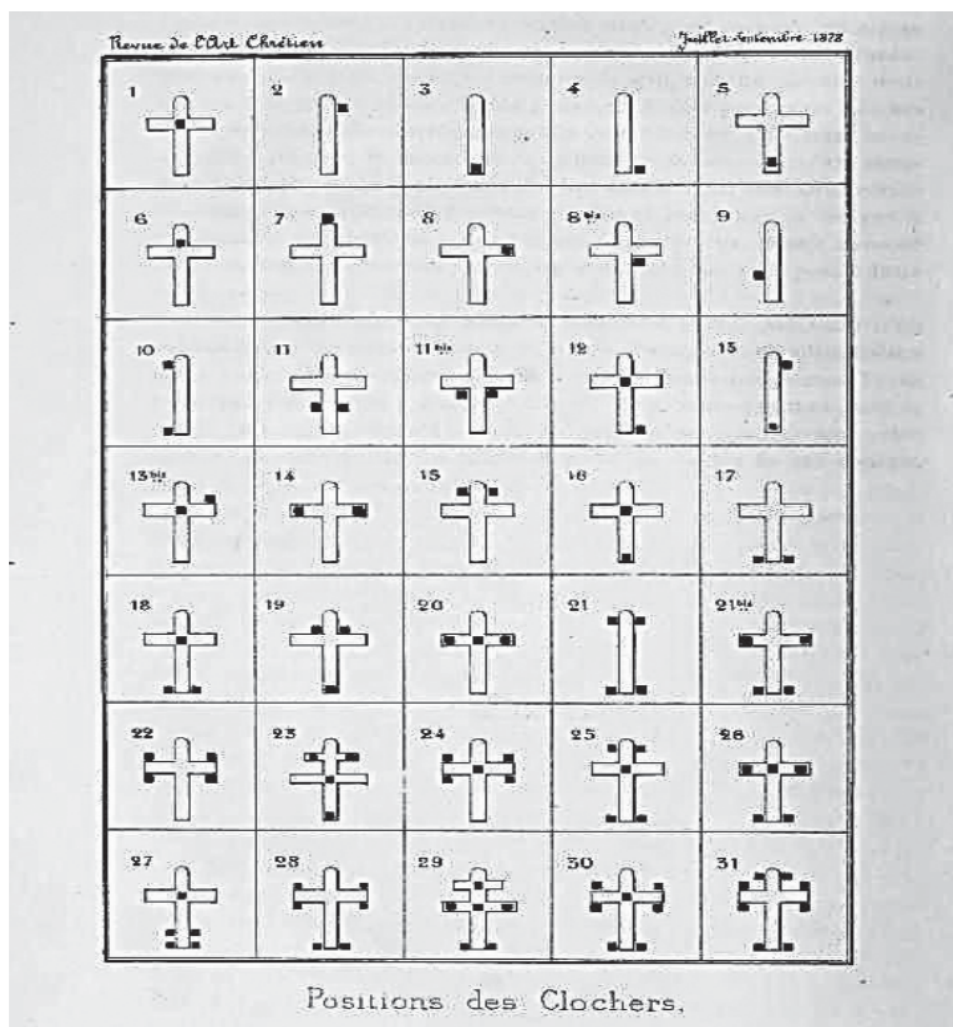 Revue de l'Art Chrétien Juillet-Septembre 1878
1 2 3 4 5
6 7 8 8 bis 9
10 11 11 bis 12 13
13 bis 14 15 16 17
18 19 20 21 21 bis
22 23 24 25 26
27 28 29 30 31
Positions des Clochers.